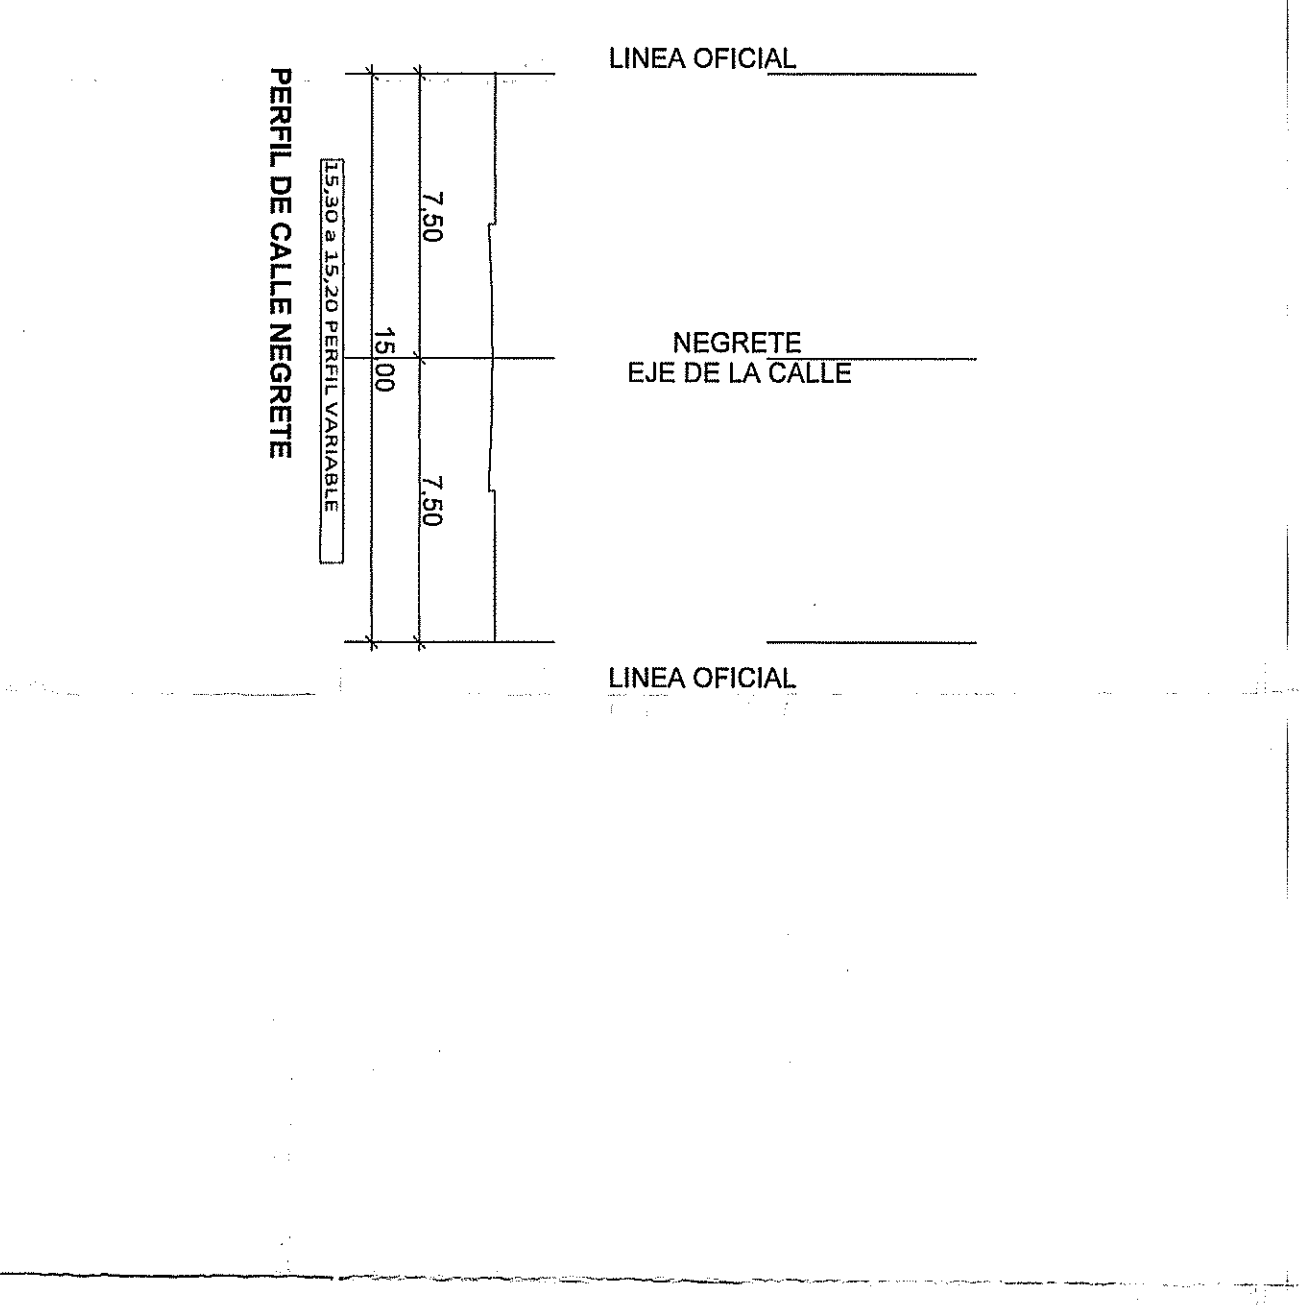 LINEA OFICIAL
NEGRETE
EJE DE LA CALLE
LINEA OFICIAL
7,50
7,50
15,00
15,30 a 15,20 PERFIL VARIABLE
PERFIL DE CALLE NEGRETE